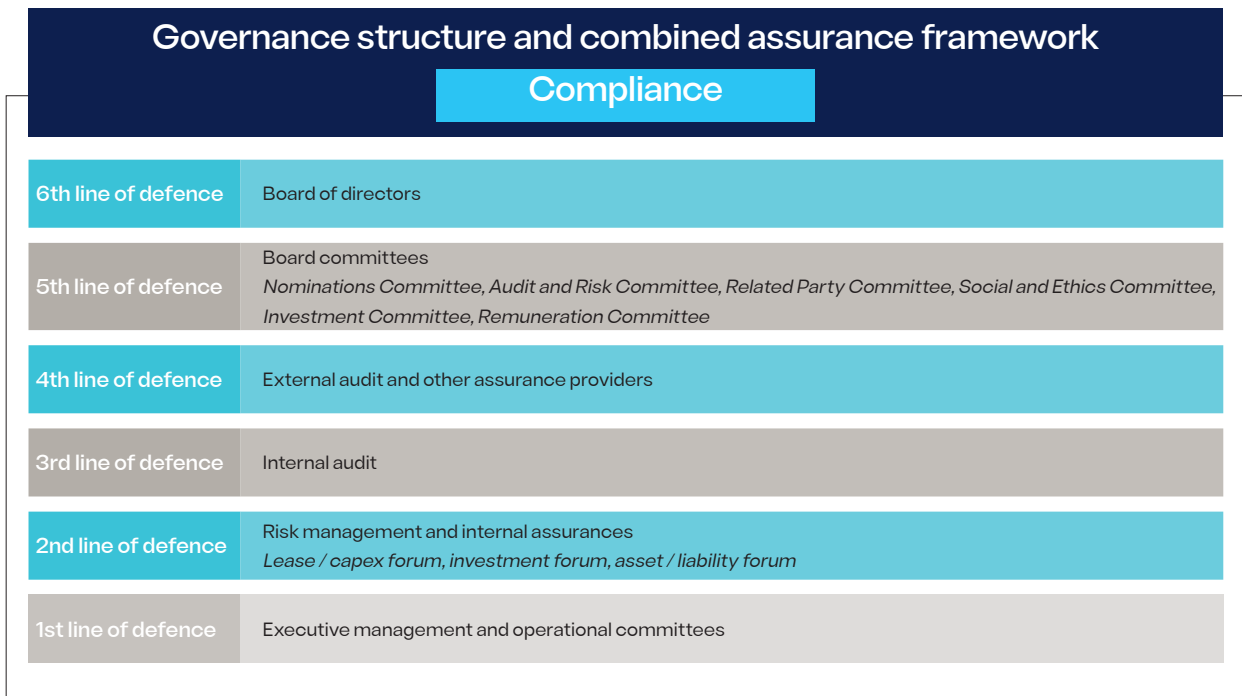 Governance structure and combined assurance framework
Compliance
6th line of defence
Board of directors
5th line of defence
Board committees
Nominations Committee, Audit and Risk Committee, Related Party Committee, Social and Ethics Committee,
Investment Committee, Remuneration Committee
4th line of defence
External audit and other assurance providers
3rd line of defence
Internal audit
2nd line of defence
Risk management and internal assurances
Lease / capex forum, investment forum, asset / liability forum
1st line of defence
Executive management and operational committees